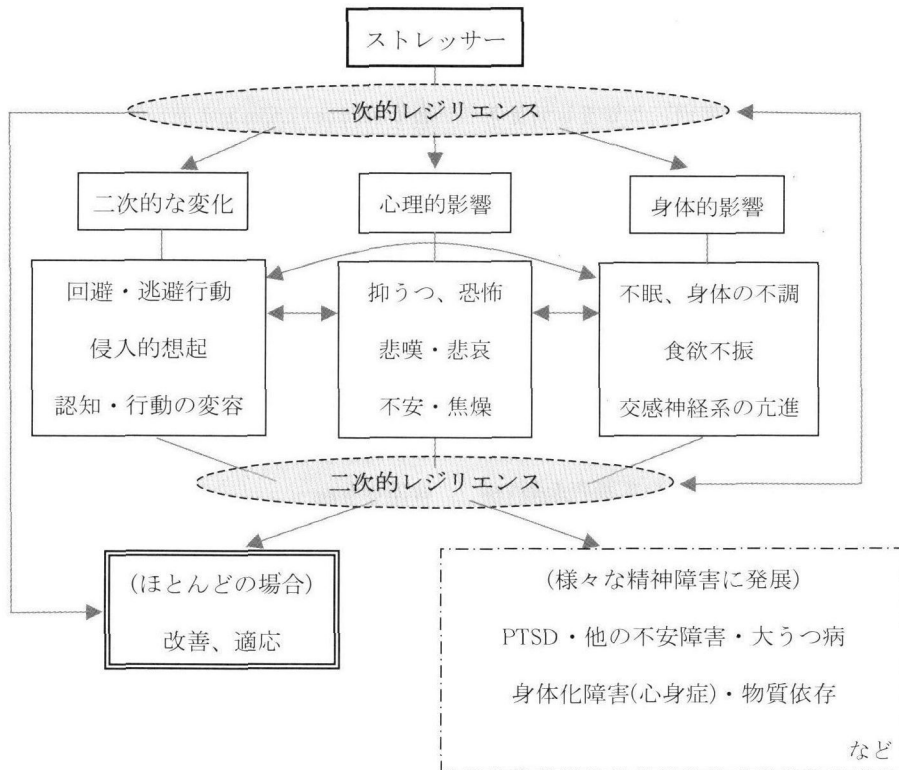 ストレッサー
一次的レジリエンス
二次的な変化
心理的影響
身体的影響
回避・逃避行動
侵入的想起
認知・行動の変容
抑うつ、恐怖
悲嘆・悲哀
不安・焦燥
不眠、身体の不調
食欲不振
交感神経系の亢進
二次的レジリエンス
(ほとんどの場合)
改善、適応
(様々な精神障害に発展)
PTSD・他の不安障害・大うつ病
身体化障害(心身症)・物質依存
など